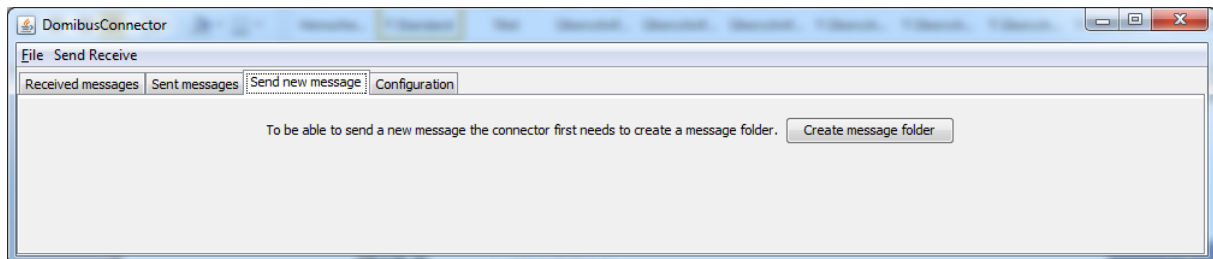 DomibusConnector
File Send Receive
Received messages Sent messages Send new message Configuration
To be able to send a new message the connector first needs to create a message folder. Create message folder